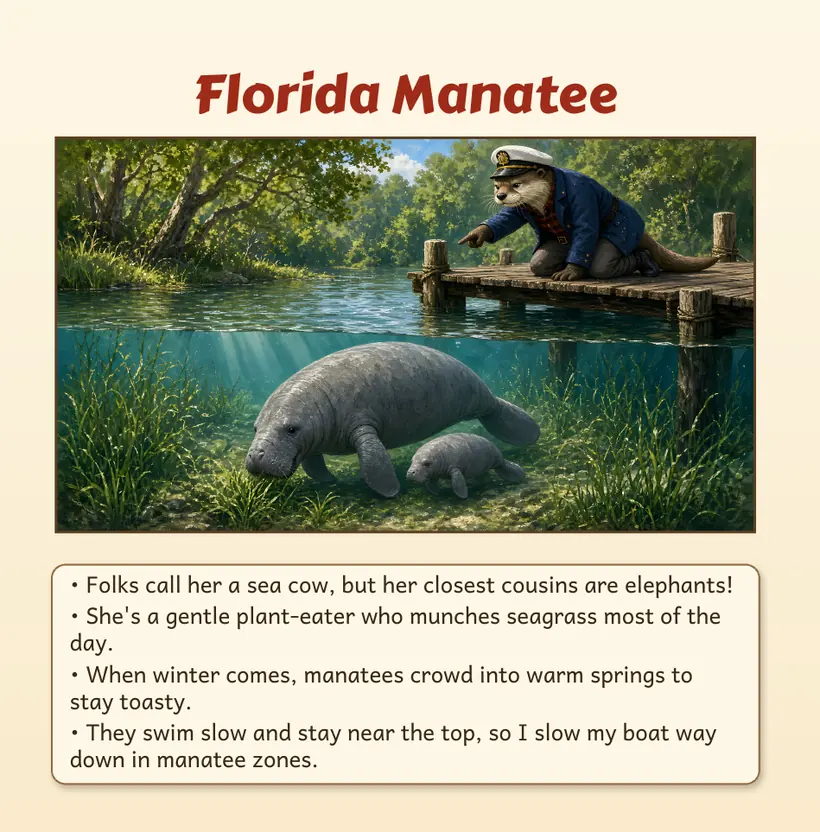 Florida Manatee
• Folks call her a sea cow, but her closest cousins are elephants!
• She's a gentle plant-eater who munches seagrass most of the
day.
• When winter comes, manatees crowd into warm springs to
stay toasty.
• They swim slow and stay near the top, so I slow my boat way
down in manatee zones.